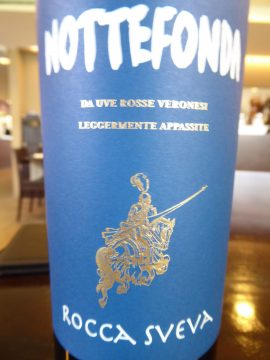 NOTTEFONDA
DA UVE ROSSE VERONESI
LEGGERMENTE APPASSITE
ROCCA SVEVA